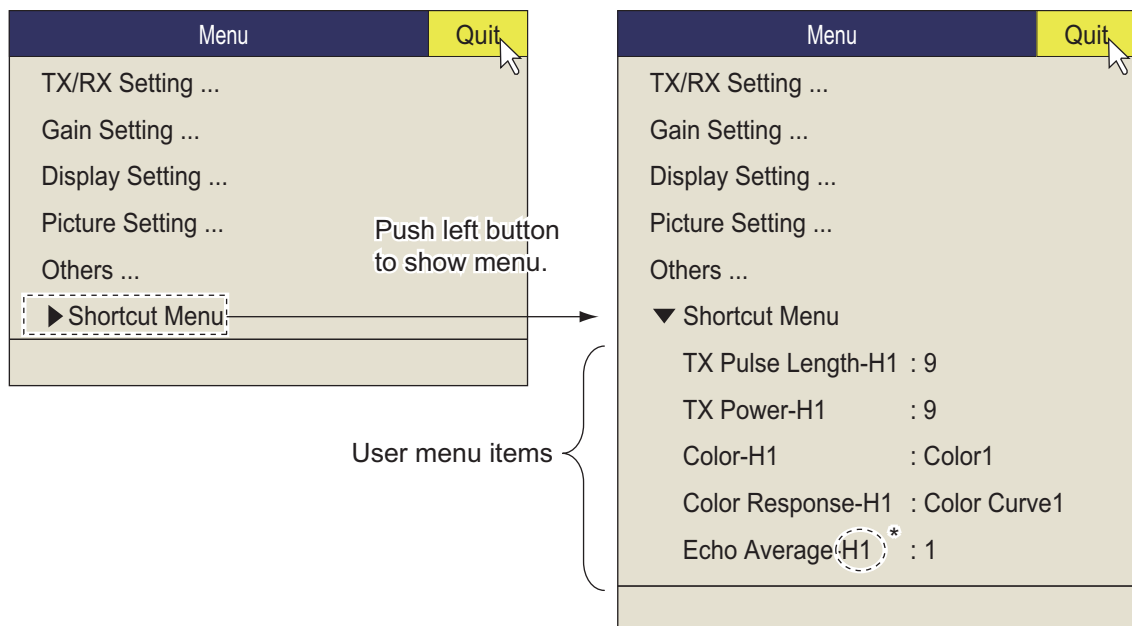 Menu
Quit
TX/RX Setting ...
Gain Setting ...
Display Setting ...
Picture Setting ...
Others ...
▶ Shortcut Menu
Push left button
to show menu.
Menu
Quit
TX/RX Setting ...
Gain Setting ...
Display Setting ...
Picture Setting ...
Others ...
▼ Shortcut Menu
User menu items
TX Pulse Length-H1 : 9
TX Power-H1 : 9
Color-H1 : Color1
Color Response-H1 : Color Curve1
Echo Average-H1 * : 1